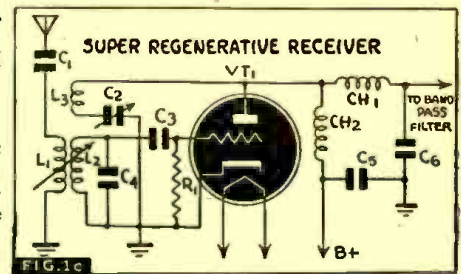 SUPER REGENERATIVE RECEIVER
C1
VT1
L3
C2
CH1
TO BAND
PASS
FILTER
C3
CH2
L1
L2
C4
R1
C5
C6
B+
FIG.1c